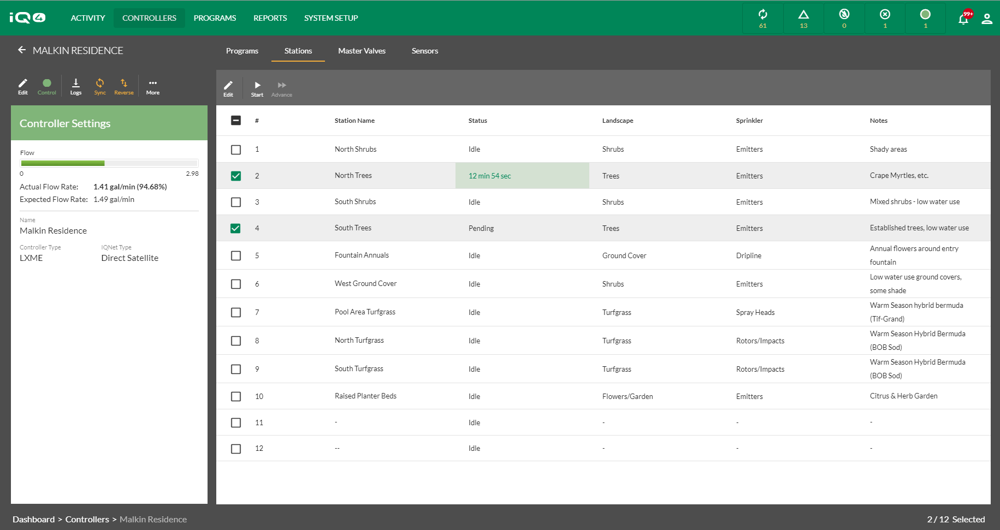 iQ4 ACTIVITY CONTROLLERS PROGRAMS REPORTS SYSTEM SETUP 61 13 0 1 1 99+
MALKIN RESIDENCE
Programs Stations Master Valves Sensors
Edit Control Logs Sync Reverse More
Edit Start Advance
Controller Settings
Flow
0 2.98
Actual Flow Rate: 1.41 gal/min (94.68%)
Expected Flow Rate: 1.49 gal/min
Name
Malkin Residence
Controller Type IQNet Type
LXME Direct Satellite
# Station Name Status Landscape Sprinkler Notes
1 North Shrubs Idle Shrubs Emitters Shady areas
2 North Trees 12 min 54 sec Trees Emitters Crape Myrtles, etc.
3 South Shrubs Idle Shrubs Emitters Mixed shrubs - low water use
4 South Trees Pending Trees Emitters Established trees, low water use
5 Fountain Annuals Idle Ground Cover Dripline Annual flowers around entry
fountain
6 West Ground Cover Idle Shrubs Emitters Low water use ground covers,
some shade
7 Pool Area Turfgrass Idle Turfgrass Spray Heads Warm Season hybrid bermuda
(Tif-Grand)
8 North Turfgrass Idle Turfgrass Rotors/Impacts Warm Season Hybrid Bermuda
(BOB Sod)
9 South Turfgrass Idle Turfgrass Rotors/Impacts Warm Season Hybrid Bermuda
(BOB Sod)
10 Raised Planter Beds Idle Flowers/Garden Emitters Citrus & Herb Garden
11 - Idle - - -
12 -- Idle - - -
Dashboard > Controllers > Malkin Residence
2 / 12 Selected